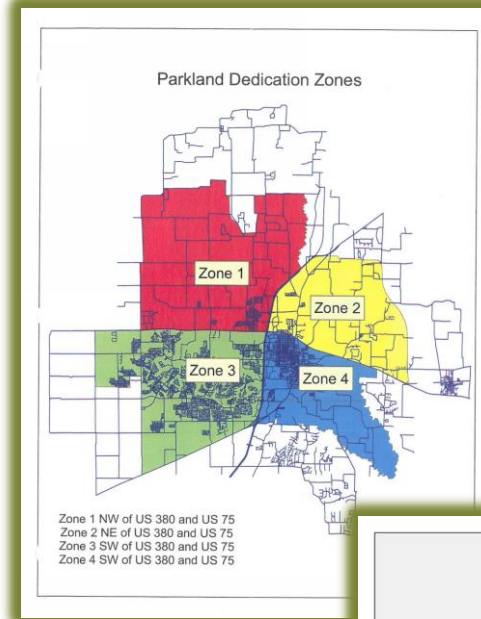 Parkland Dedication Zones
Zone 1
Zone 2
Zone 3
Zone 4
Zone 1 NW of US 380 and US 75
Zone 2 NE of US 380 and US 75
Zone 3 SW of US 380 and US 75
Zone 4 SW of US 380 and US 75